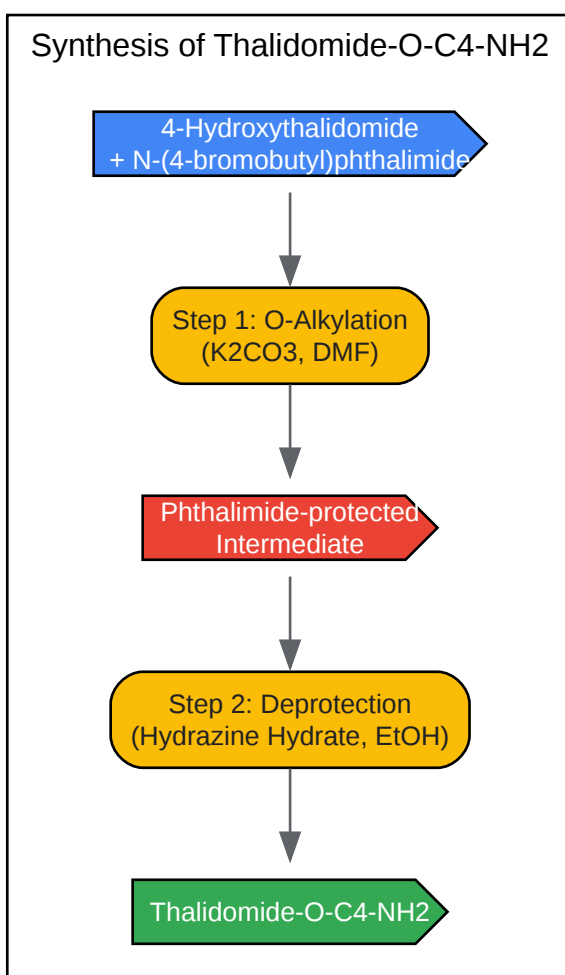 Synthesis of Thalidomide-O-C4-NH2
4-Hydroxythalidomide
+ N-(4-bromobutyl)phthalimide
Step 1: O-Alkylation
(K2CO3, DMF)
Phthalimide-protected
Intermediate
Step 2: Deprotection
(Hydrazine Hydrate, EtOH)
Thalidomide-O-C4-NH2